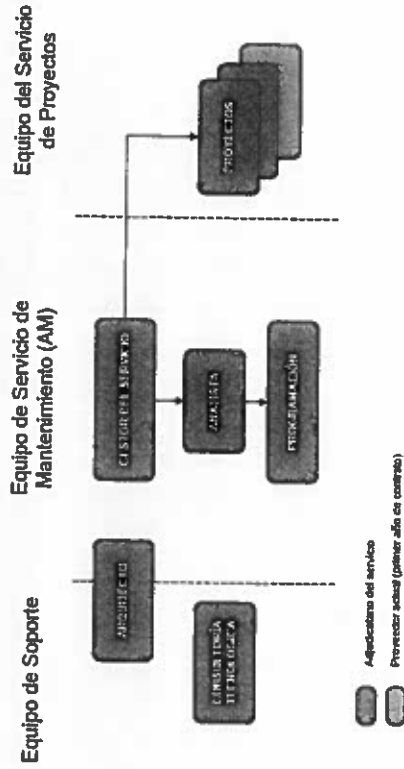 Equipo de Soporte
Equipo de Servicio de
Mantenimiento (AM)
Equipo del Servicio
de Proyectos
ARQUITECTO
GESTOR DEL SERVICIO
PROYECTOS
CONSULTORÍA
TECNOLÓGICA
ANALISTA
PROGRAMACIÓN
Adjudicatario del servicio
Proveedor actual (primer año de contrato)